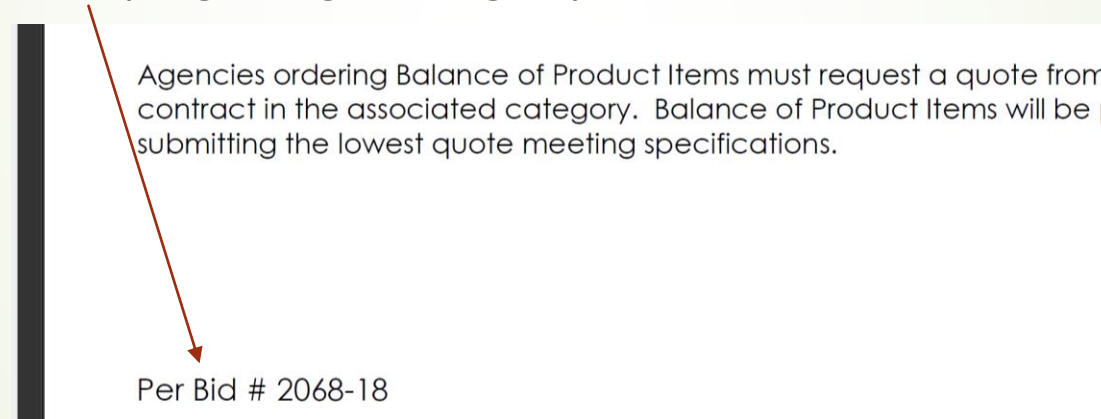 Agencies ordering Balance of Product Items must request a quote from
contract in the associated category. Balance of Product Items will be
submitting the lowest quote meeting specifications.
Per Bid # 2068-18